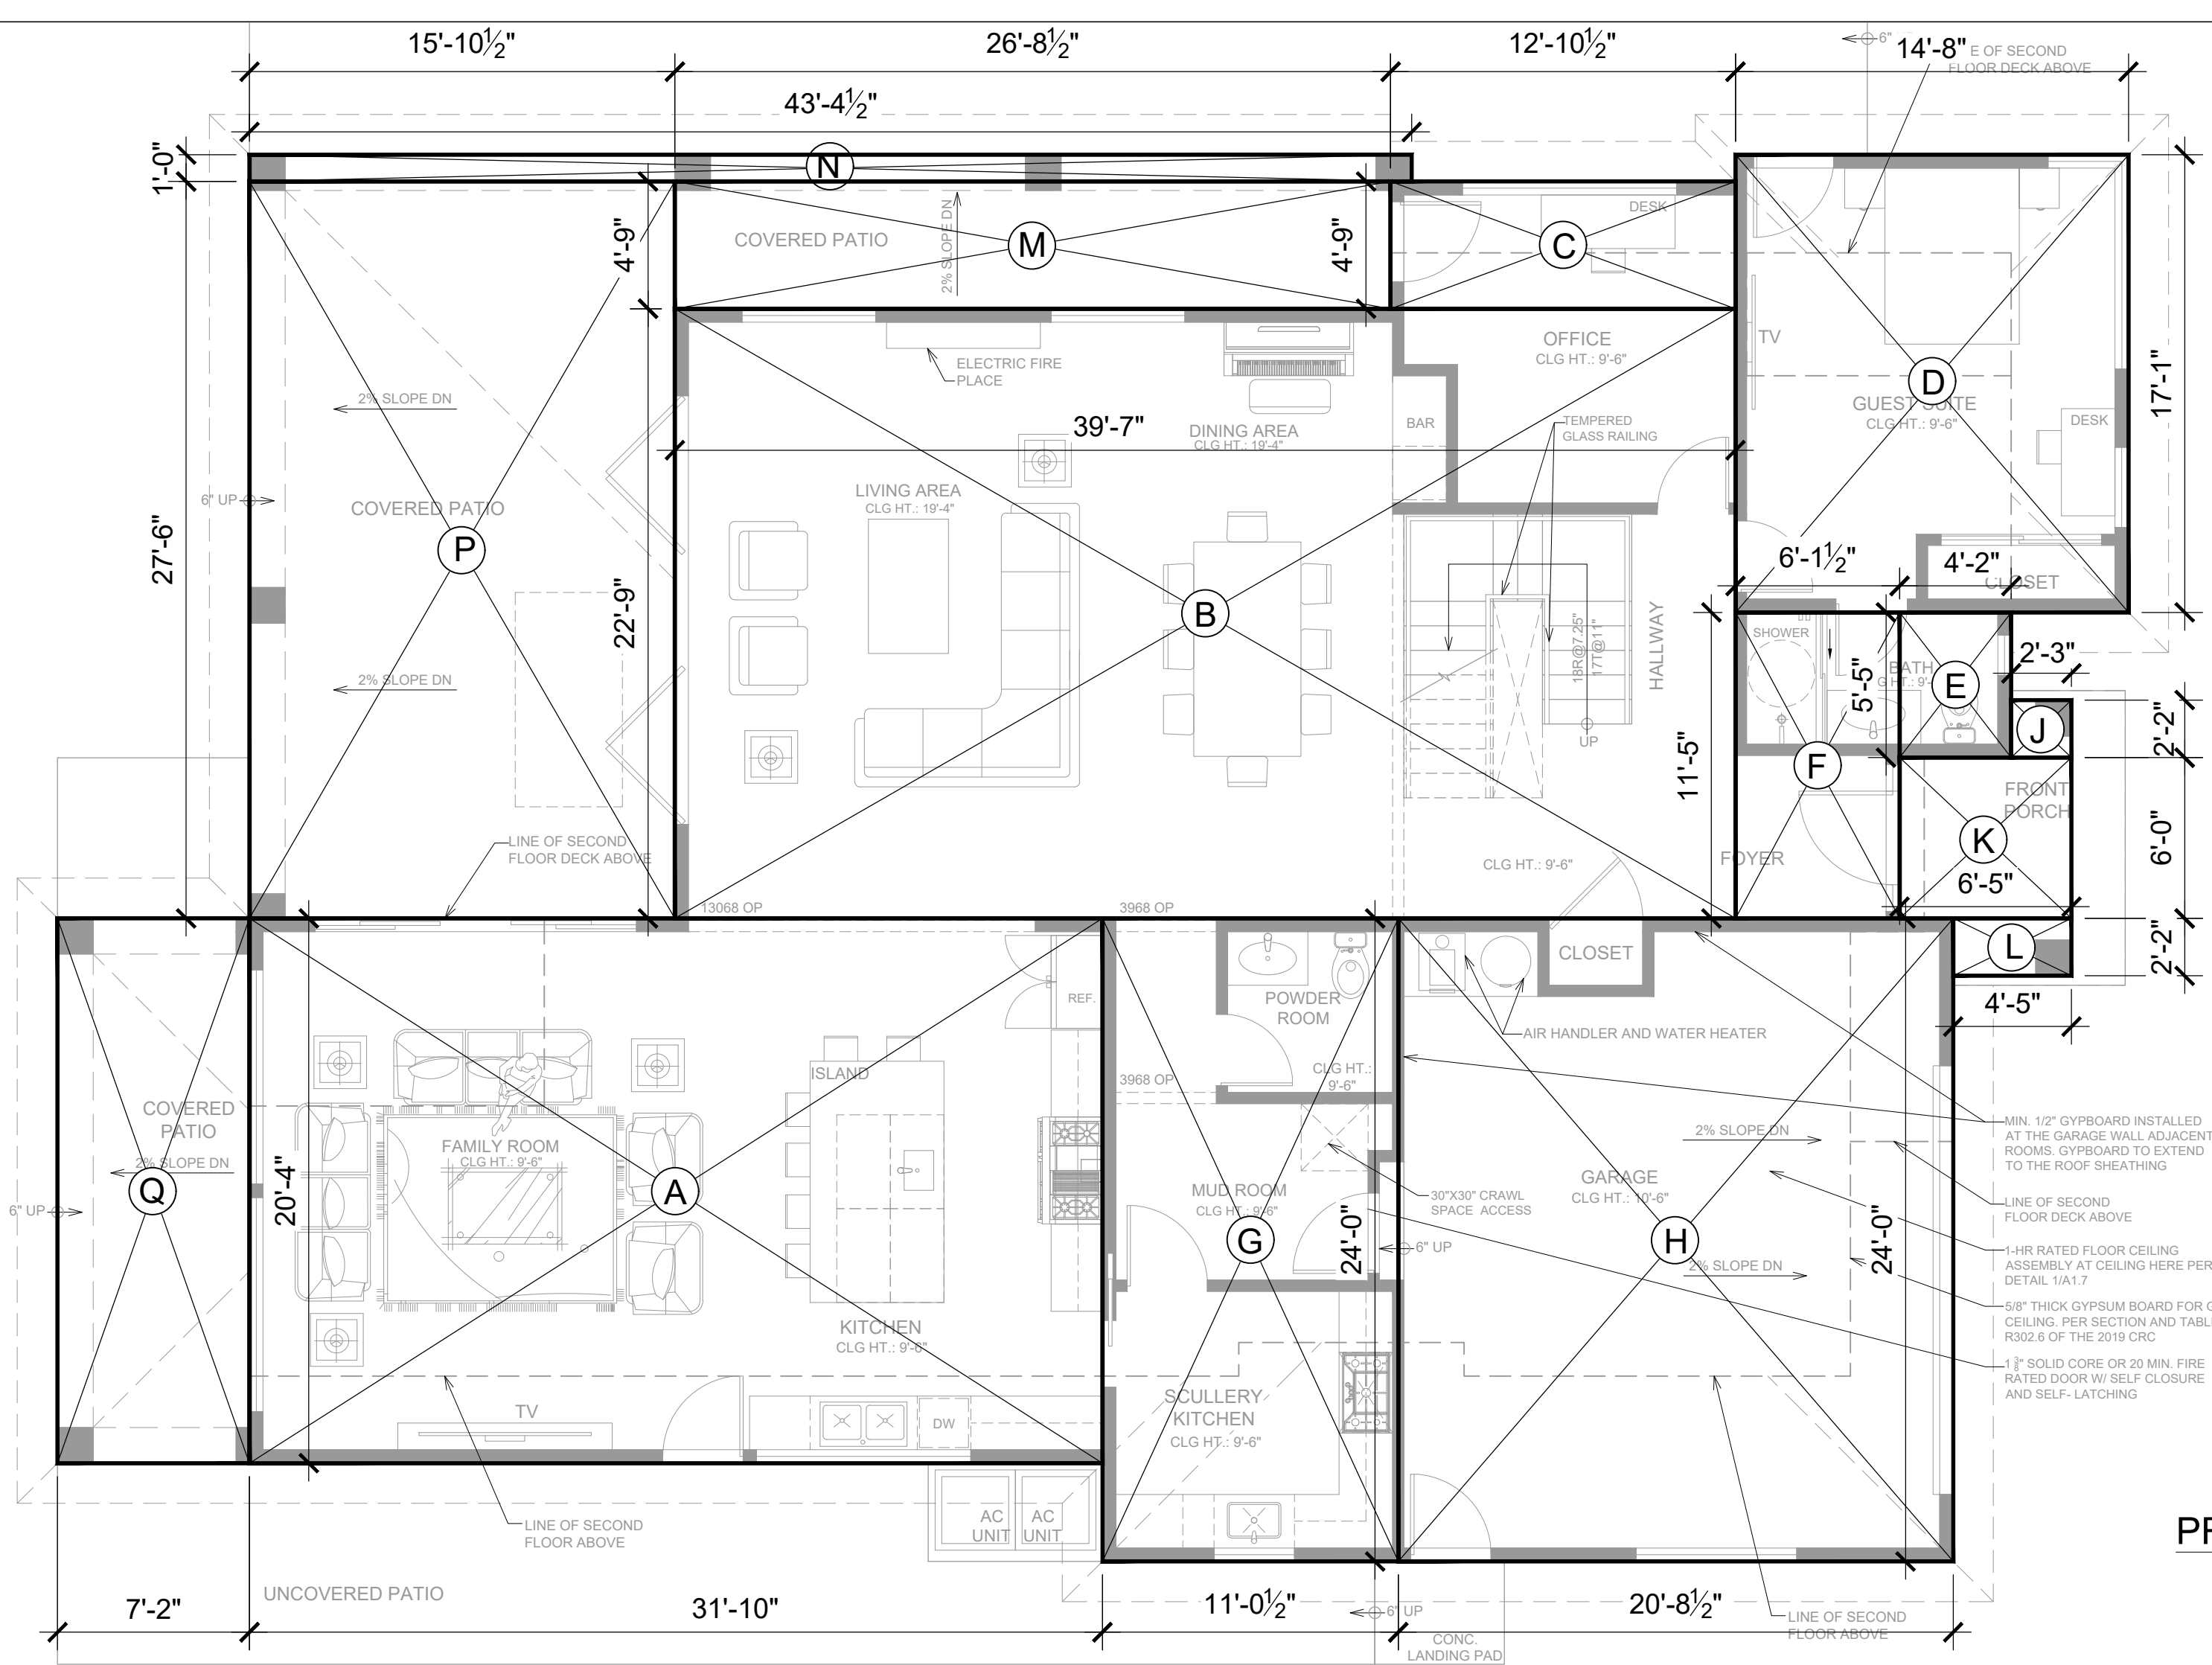 15'-10½"
26'-8½"
12'-10½"
6"
14'-8"
E OF SECOND
FLOOR DECK ABOVE
43'-4½"
1'-0"
N
4'-9"
COVERED PATIO
2% SLOPE DN
M
4'-9"
DESK
C
OFFICE
CLG HT.: 9'-6"
TV
D
GUEST SUITE
CLG HT.: 9'-6"
DESK
17'-1"
ELECTRIC FIRE
PLACE
2% SLOPE DN
39'-7"
DINING AREA
CLG HT.: 19'-4"
BAR
TEMPERED
GLASS RAILING
6" UP
COVERED PATIO
LIVING AREA
CLG HT.: 19'-4"
27'-6"
P
22'-9"
B
6'-1½"
4'-2"
CLOSET
18R@7.25"
17T@11"
HALLWAY
SHOWER
BATH
5'-5"
E
2'-3"
2% SLOPE DN
J
2'-2"
UP
11'-5"
F
FRONT
PORCH
K
6'-0"
LINE OF SECOND
FLOOR DECK ABOVE
CLG HT.: 9'-6"
FOYER
6'-5"
13068 OP
3968 OP
L
2'-2"
CLOSET
4'-5"
REF.
POWDER
ROOM
AIR HANDLER AND WATER HEATER
CLG HT.:
9'-6"
ISLAND
3968 OP
COVERED
PATIO
2% SLOPE DN
Q
6" UP
20'-4"
FAMILY ROOM
CLG HT.: 9'-6"
A
MUD ROOM
CLG HT.: 9'-6"
30"X30" CRAWL
SPACE ACCESS
G
24'-0"
6" UP
2% SLOPE DN
GARAGE
CLG HT.: 10'-6"
H
2% SLOPE DN
24'-0"
MIN. 1/2" GYPBOARD INSTALLED
AT THE GARAGE WALL ADJACENT
ROOMS. GYPBOARD TO EXTEND
TO THE ROOF SHEATHING
LINE OF SECOND
FLOOR DECK ABOVE
1-HR RATED FLOOR CEILING
ASSEMBLY AT CEILING HERE PER
DETAIL 1/A1.7
5/8" THICK GYPSUM BOARD FOR G
CEILING. PER SECTION AND TABL
R302.6 OF THE 2019 CRC
SOLID CORE OR 20 MIN. FIRE
RATED DOOR W/ SELF CLOSURE
AND SELF- LATCHING
KITCHEN
CLG HT.: 9'-6"
TV
DW
SCULLERY
KITCHEN
CLG HT.: 9'-6"
LINE OF SECOND
FLOOR ABOVE
AC
UNIT
AC
UNIT
UNCOVERED PATIO
7'-2"
31'-10"
11'-0½"
6" UP
20'-8½"
LINE OF SECOND
FLOOR ABOVE
CONC.
LANDING PAD